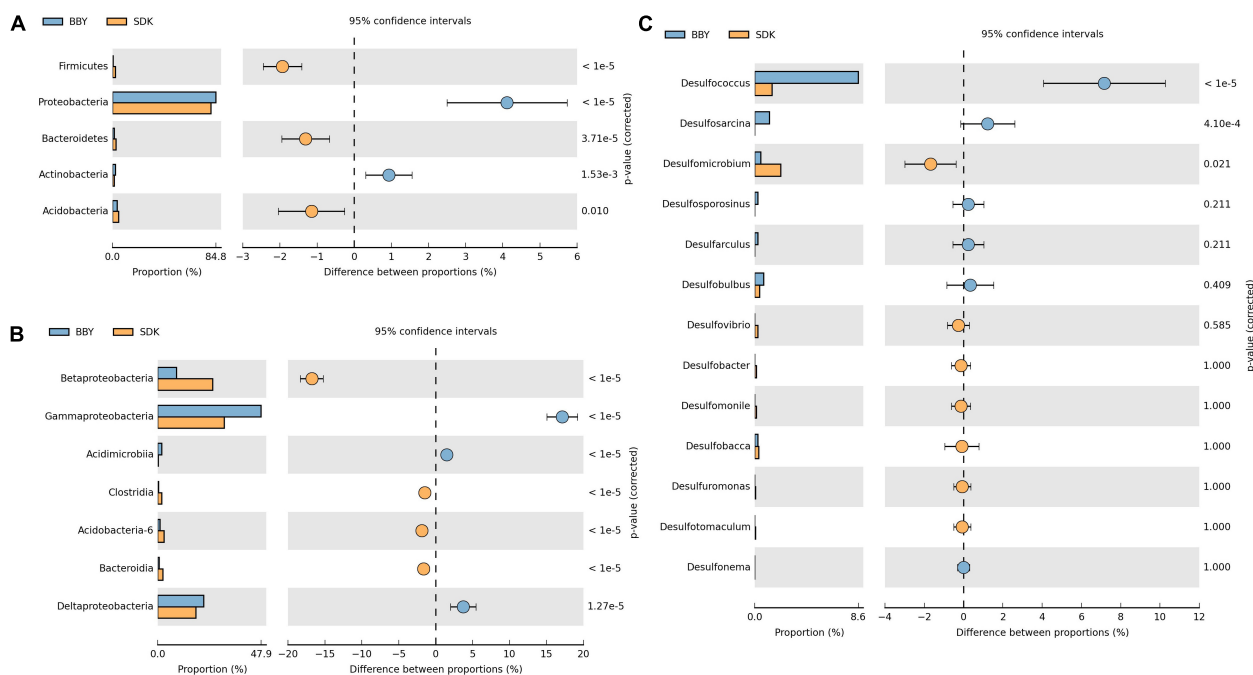 A
BBY SDK
95% confidence intervals
Firmicutes < 1e-5
Proteobacteria < 1e-5
Bacteroidetes 3.71e-5
Actinobacteria 1.53e-3
Acidobacteria 0.010
p-value (corrected)
0.0 84.8 −3 −2 −1 0 1 2 3 4 5 6
Proportion (%) Difference between proportions (%)
B
BBY SDK
95% confidence intervals
Betaproteobacteria < 1e-5
Gammaproteobacteria < 1e-5
Acidimicrobiia < 1e-5
Clostridia < 1e-5
Acidobacteria-6 < 1e-5
Bacteroidia < 1e-5
Deltaproteobacteria 1.27e-5
p-value (corrected)
0.0 47.9 −20 −15 −10 −5 0 5 10 15 20
Proportion (%) Difference between proportions (%)
C
BBY SDK
95% confidence intervals
Desulfococcus < 1e-5
Desulfosarcina 4.10e-4
Desulfomicrobium 0.021
Desulfosporosinus 0.211
Desulfarculus 0.211
Desulfobulbus 0.409
Desulfovibrio 0.585
Desulfobacter 1.000
Desulfomonile 1.000
Desulfobacca 1.000
Desulfuromonas 1.000
Desulfotomaculum 1.000
Desulfonema 1.000
p-value (corrected)
0.0 8.6 −4 −2 0 2 4 6 8 10 12
Proportion (%) Difference between proportions (%)